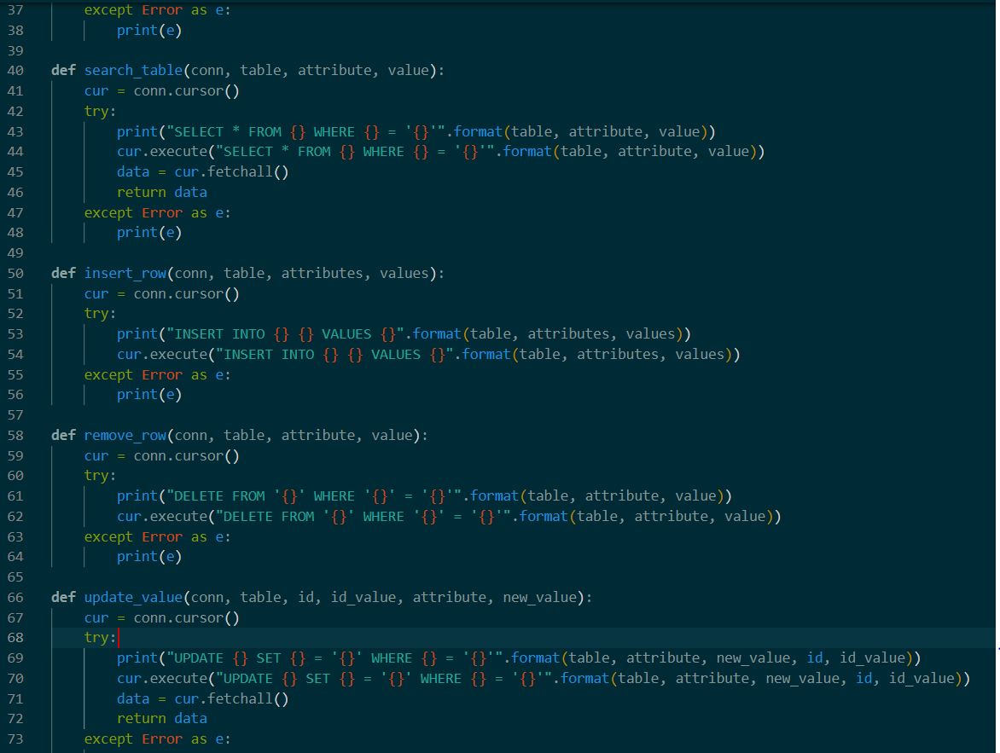 37 except Error as e:
38 print(e)
39
40 def search_table(conn, table, attribute, value):
41 cur = conn.cursor()
42 try:
43 print("SELECT * FROM {} WHERE {} = '{}'".format(table, attribute, value))
44 cur.execute("SELECT * FROM {} WHERE {} = '{}'".format(table, attribute, value))
45 data = cur.fetchall()
46 return data
47 except Error as e:
48 print(e)
49
50 def insert_row(conn, table, attributes, values):
51 cur = conn.cursor()
52 try:
53 print("INSERT INTO {} {} VALUES {}".format(table, attributes, values))
54 cur.execute("INSERT INTO {} {} VALUES {}".format(table, attributes, values))
55 except Error as e:
56 print(e)
57
58 def remove_row(conn, table, attribute, value):
59 cur = conn.cursor()
60 try:
61 print("DELETE FROM '{}' WHERE '{}' = '{}'".format(table, attribute, value))
62 cur.execute("DELETE FROM '{}' WHERE '{}' = '{}'".format(table, attribute, value))
63 except Error as e:
64 print(e)
65
66 def update_value(conn, table, id, id_value, attribute, new_value):
67 cur = conn.cursor()
68 try:
69 print("UPDATE {} SET {} = '{}' WHERE {} = '{}'".format(table, attribute, new_value, id, id_value))
70 cur.execute("UPDATE {} SET {} = '{}' WHERE {} = '{}'".format(table, attribute, new_value, id, id_value))
71 data = cur.fetchall()
72 return data
73 except Error as e: